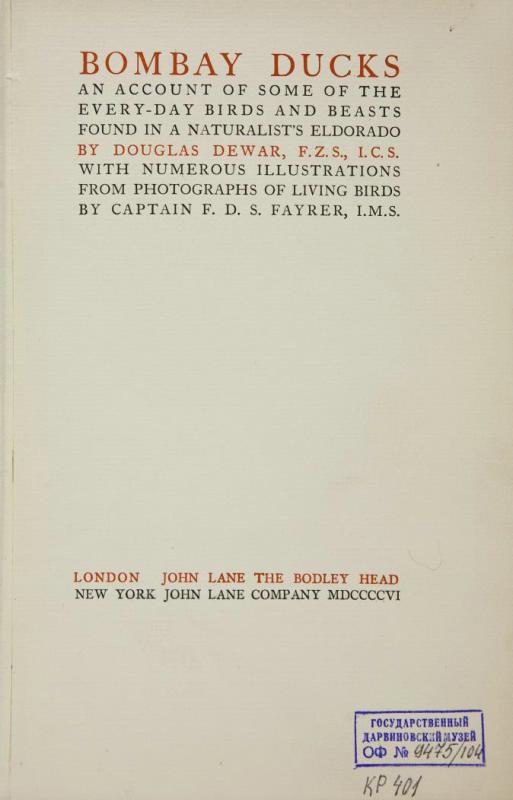 BOMBAY DUCKS
AN ACCOUNT OF SOME OF THE
EVERY-DAY BIRDS AND BEASTS
FOUND IN A NATURALIST'S ELDORADO
BY DOUGLAS DEWAR, F.Z.S., I.C.S.
WITH NUMEROUS ILLUSTRATIONS
FROM PHOTOGRAPHS OF LIVING BIRDS
BY CAPTAIN F. D. S. FAYRER, I.M.S.
LONDON JOHN LANE THE BODLEY HEAD
NEW YORK JOHN LANE COMPANY MDCCCCVI
ГОСУДАРСТВЕННЫЙ
ДАРВИНОВСКИЙ МУЗЕЙ
ОФ № 9475/104
КР 401